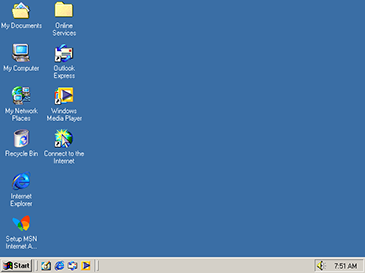 My Documents
Online
Services
My Computer
Outlook
Express
My Network
Places
Windows
Media Player
Recycle Bin
Connect to the
Internet
Internet
Explorer
Setup MSN
Internet A...
Start
7:51 AM